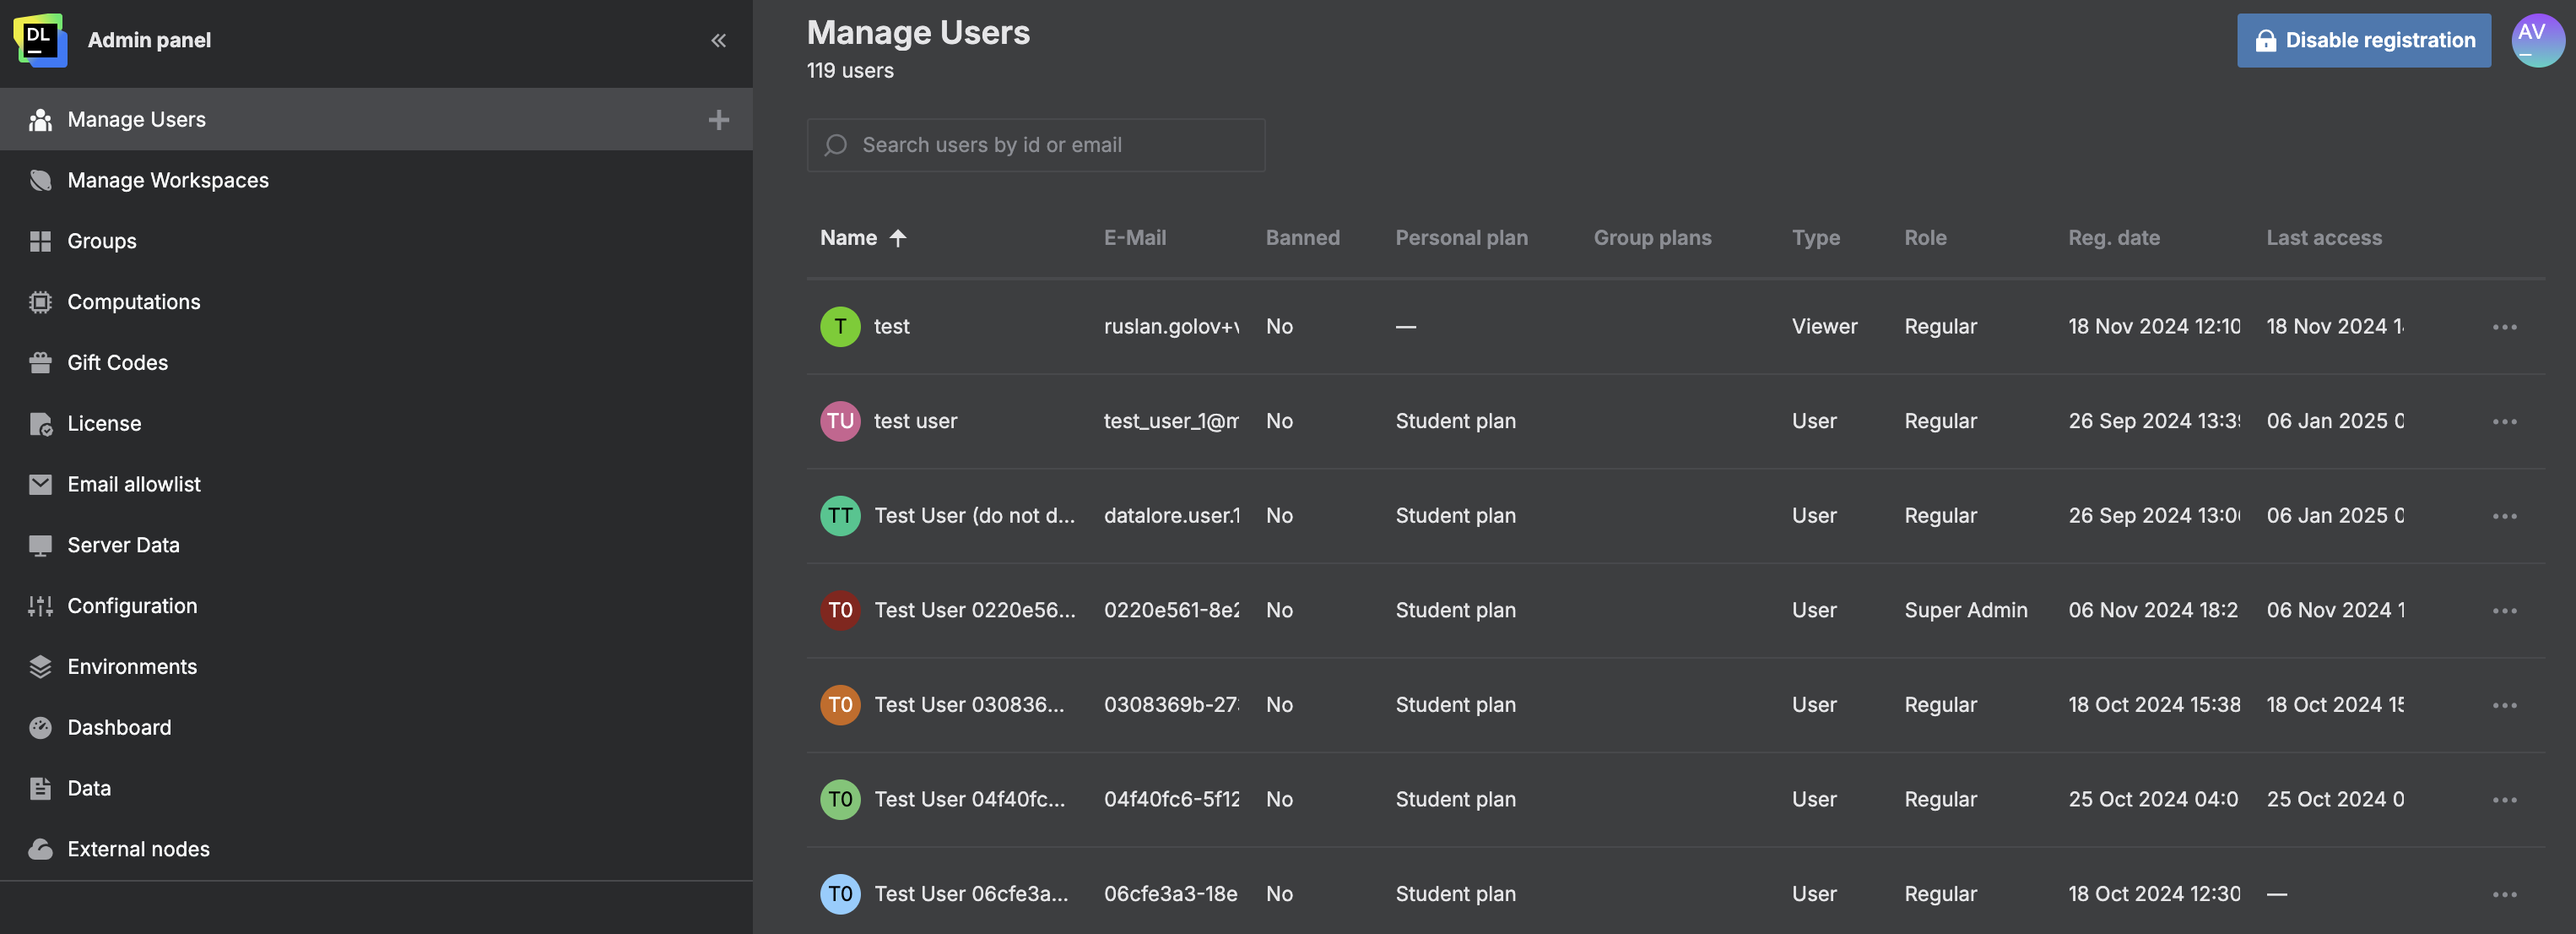 DL
Admin panel
Manage Users
Manage Workspaces
Groups
Computations
Gift Codes
License
Email allowlist
Server Data
Configuration
Environments
Dashboard
Data
External nodes
Manage Users
119 users
Disable registration
AV
Search users by id or email
Name E-Mail Banned Personal plan Group plans Type Role Reg. date Last access
T test ruslan.golov+ No — Viewer Regular 18 Nov 2024 12:10 18 Nov 2024 1
TU test user test_user_1@m No Student plan User Regular 26 Sep 2024 13:3 06 Jan 2025 0
TT Test User (do not d... datalore.user.1 No Student plan User Regular 26 Sep 2024 13:0 06 Jan 2025 0
T0 Test User 0220e56... 0220e561-8e2 No Student plan User Super Admin 06 Nov 2024 18:2 06 Nov 2024 1
T0 Test User 030836... 0308369b-27 No Student plan User Regular 18 Oct 2024 15:38 18 Oct 2024 15
T0 Test User 04f40fc... 04f40fc6-5f12 No Student plan User Regular 25 Oct 2024 04:0 25 Oct 2024 0
T0 Test User 06cfe3a... 06cfe3a3-18e No Student plan User Regular 18 Oct 2024 12:30 —